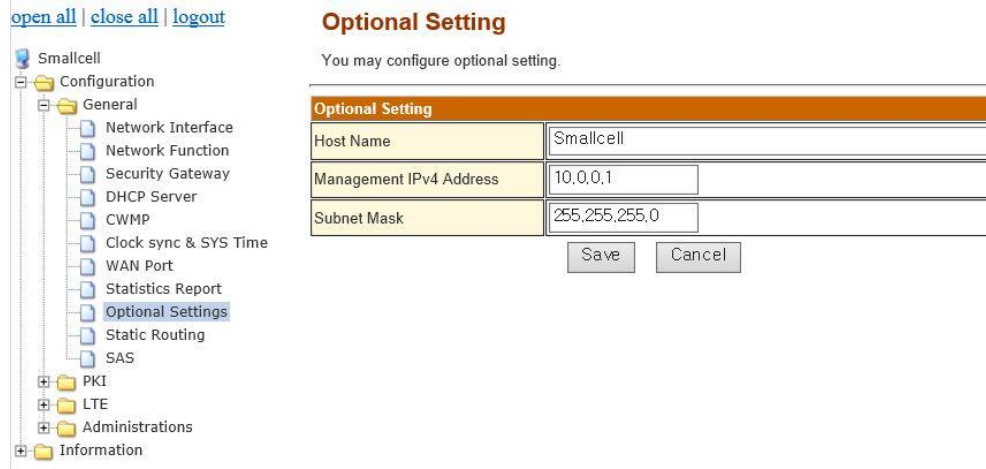 open all | close all | logout
Smallcell
Configuration
General
Network Interface
Network Function
Security Gateway
DHCP Server
CWMP
Clock sync & SYS Time
WAN Port
Statistics Report
Optional Settings
Static Routing
SAS
PKI
LTE
Administrations
Information
Optional Setting
You may configure optional setting.
Optional Setting
Host Name Smallcell
Management IPv4 Address 10,0,0,1
Subnet Mask 255,255,255,0
Save Cancel